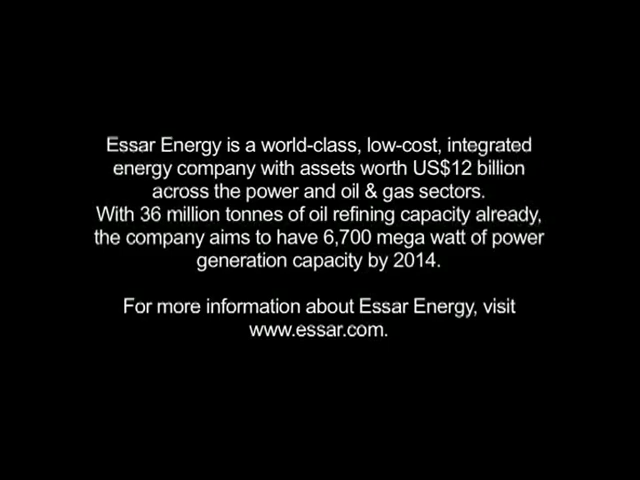 Essar Energy is a world-class, low-cost, integrated
energy company with assets worth US$12 billion
across the power and oil & gas sectors.
With 36 million tonnes of oil refining capacity already,
the company aims to have 6,700 mega watt of power
generation capacity by 2014.
For more information about Essar Energy, visit
www.essar.com.